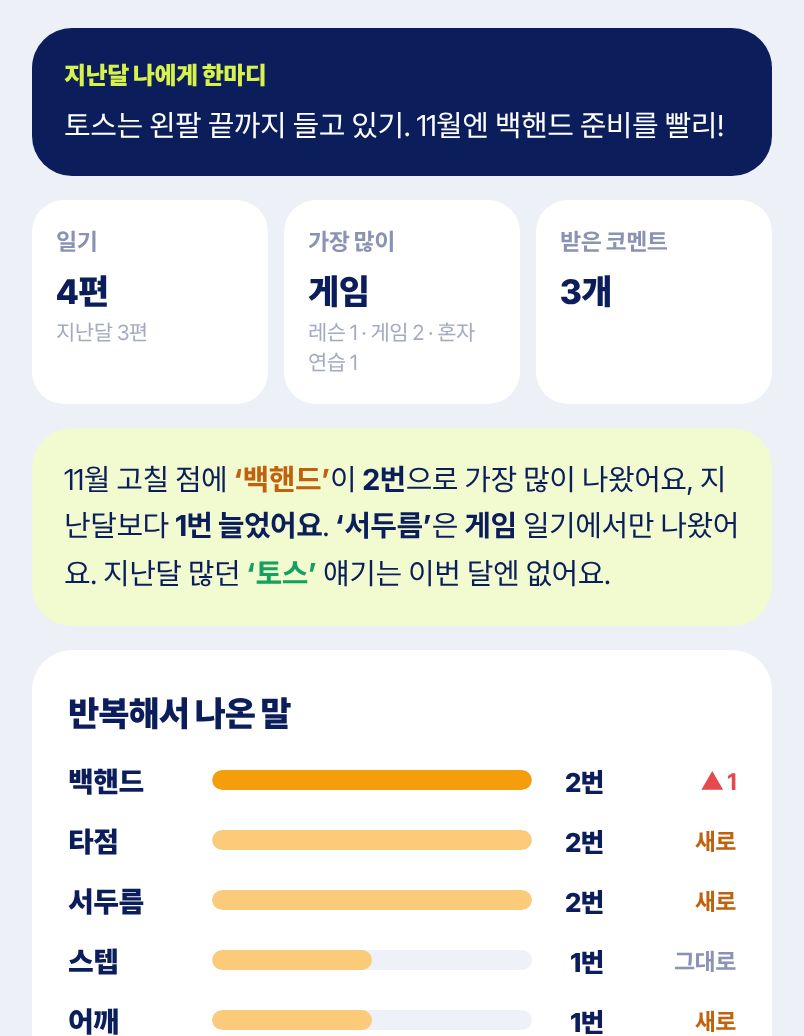 지난달 나에게 한마디
토스는 왼팔 끝까지 들고 있기. 11월엔 백핸드 준비를 빨리!
일기
4편
지난달 3편
가장 많이
게임
레슨 1 · 게임 2 · 혼자
연습 1
받은 코멘트
3개
11월 고칠 점에 ‘백핸드’이 2번으로 가장 많이 나왔어요, 지
난달보다 1번 늘었어요. ‘서두름’은 게임 일기에서만 나왔어
요. 지난달 많던 ‘토스’ 얘기는 이번 달엔 없어요.
반복해서 나온 말
백핸드 2번 ▲1
타점 2번 새로
서두름 2번 새로
스텝 1번 그대로
어깨 1번 새로